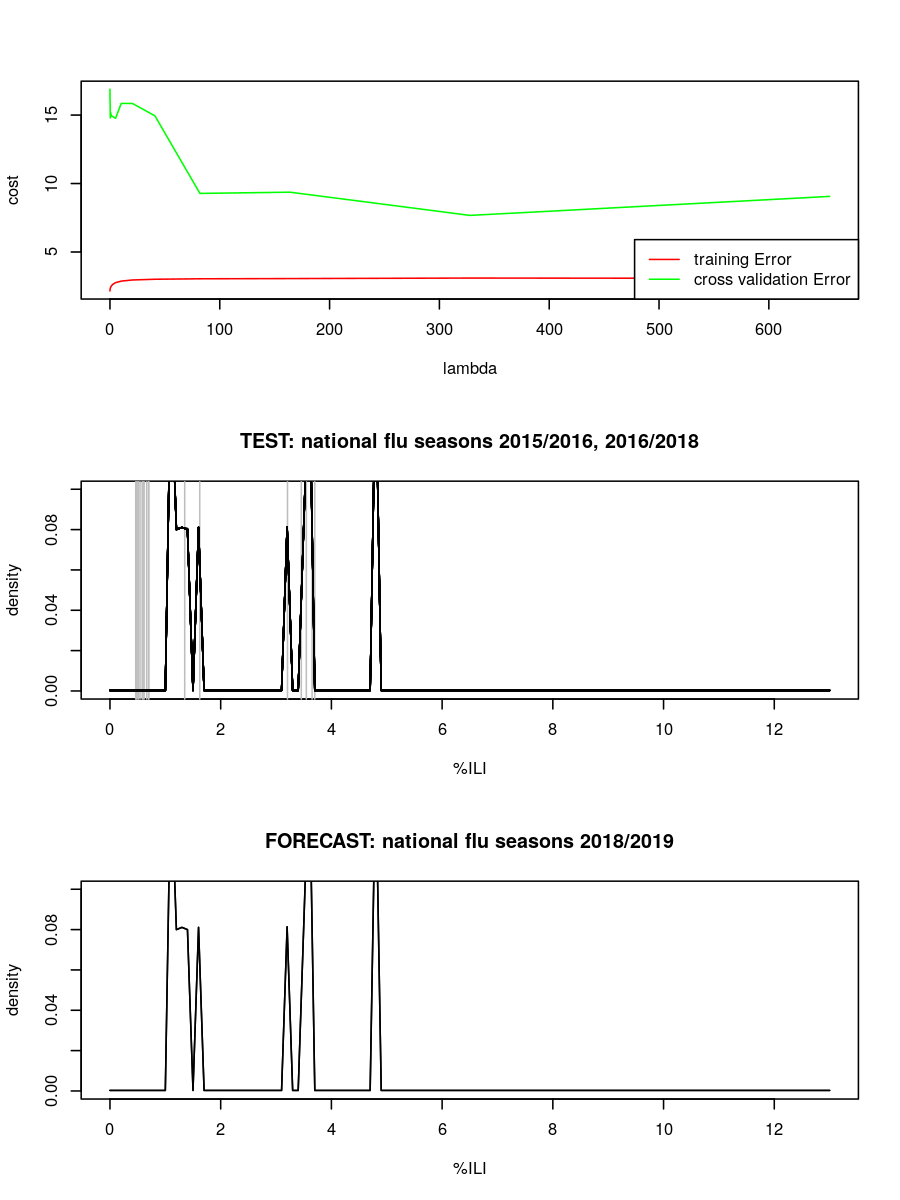 15
10
5
cost
training Error
cross validation Error
0 100 200 300 400 500 600
lambda
TEST: national flu seasons 2015/2016, 2016/2018
0.08
0.04
0.00
density
0 2 4 6 8 10 12
%ILI
FORECAST: national flu seasons 2018/2019
0.08
0.04
0.00
density
0 2 4 6 8 10 12
%ILI